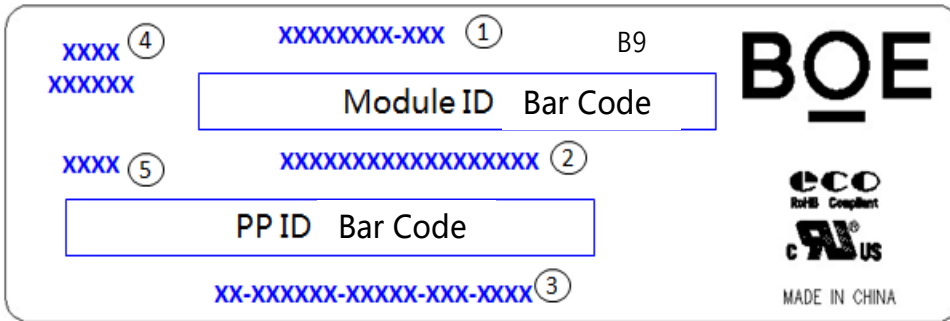 XXXX ④ XXXXXXXX-XXX ① B9
XXXXXX
Module ID Bar Code
BOE
XXXX ⑤ XXXXXXXXXXXXXXXXXX ②
PP ID Bar Code
XX-XXXXXX-XXXXX-XXX-XXXX ③
eco
RoHS Compliant
c RU® US
MADE IN CHINA